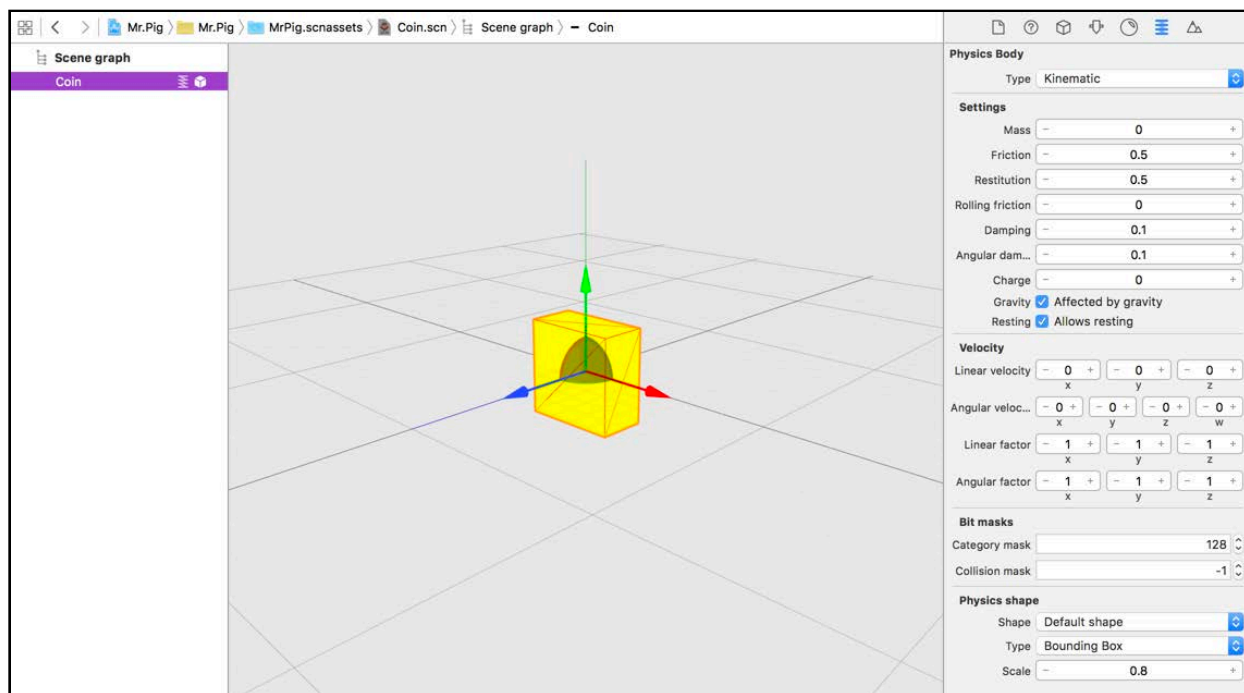 Mr.Pig Mr.Pig MrPig.scnassets Coin.scn Scene graph Coin
Scene graph
Coin
Physics Body
Type Kinematic
Settings
Mass - 0 +
Friction - 0.5 +
Restitution - 0.5 +
Rolling friction - 0 +
Damping - 0.1 +
Angular dam... - 0.1 +
Charge - 0 +
Gravity Affected by gravity
Resting Allows resting
Velocity
Linear velocity - 0 + - 0 + - 0 +
x y z
Angular veloc... - 0 + - 0 + - 0 + - 0 +
x y z w
Linear factor - 1 + - 1 + - 1 +
x y z
Angular factor - 1 + - 1 + - 1 +
x y z
Bit masks
Category mask 128
Collision mask -1
Physics shape
Shape Default shape
Type Bounding Box
Scale - 0.8 +